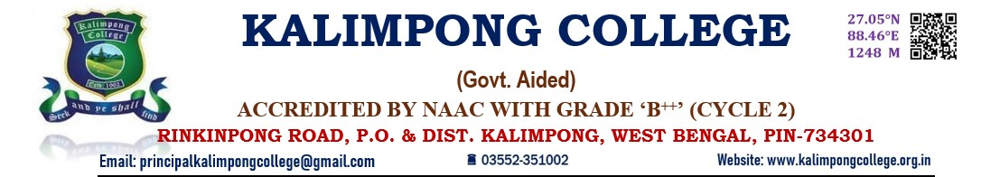 Kalimpong
College
Estd: 1962
Seek and ye shall find
KALIMPONG COLLEGE
27.05°N
88.46°E
1248 M
(Govt. Aided)
ACCREDITED BY NAAC WITH GRADE ‘B++’ (CYCLE 2)
RINKINPONG ROAD, P.O. & DIST. KALIMPONG, WEST BENGAL, PIN-734301
Email: principalkalimpongcollege@gmail.com
03552-351002
Website: www.kalimpongcollege.org.in